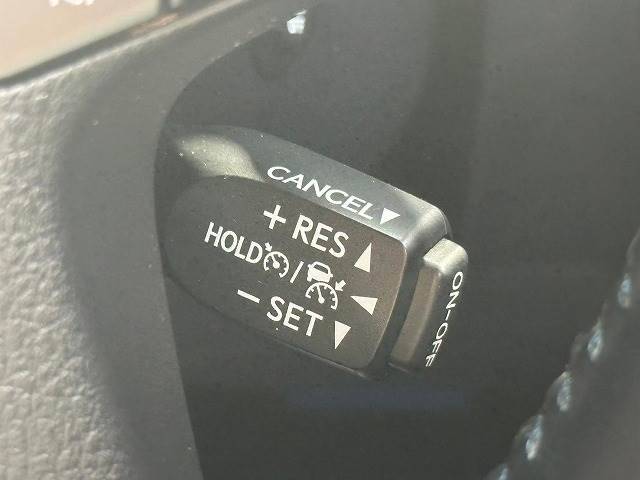 CANCEL▼
+ RES ▲
HOLD / ◀
− SET ▼
ON-OFF